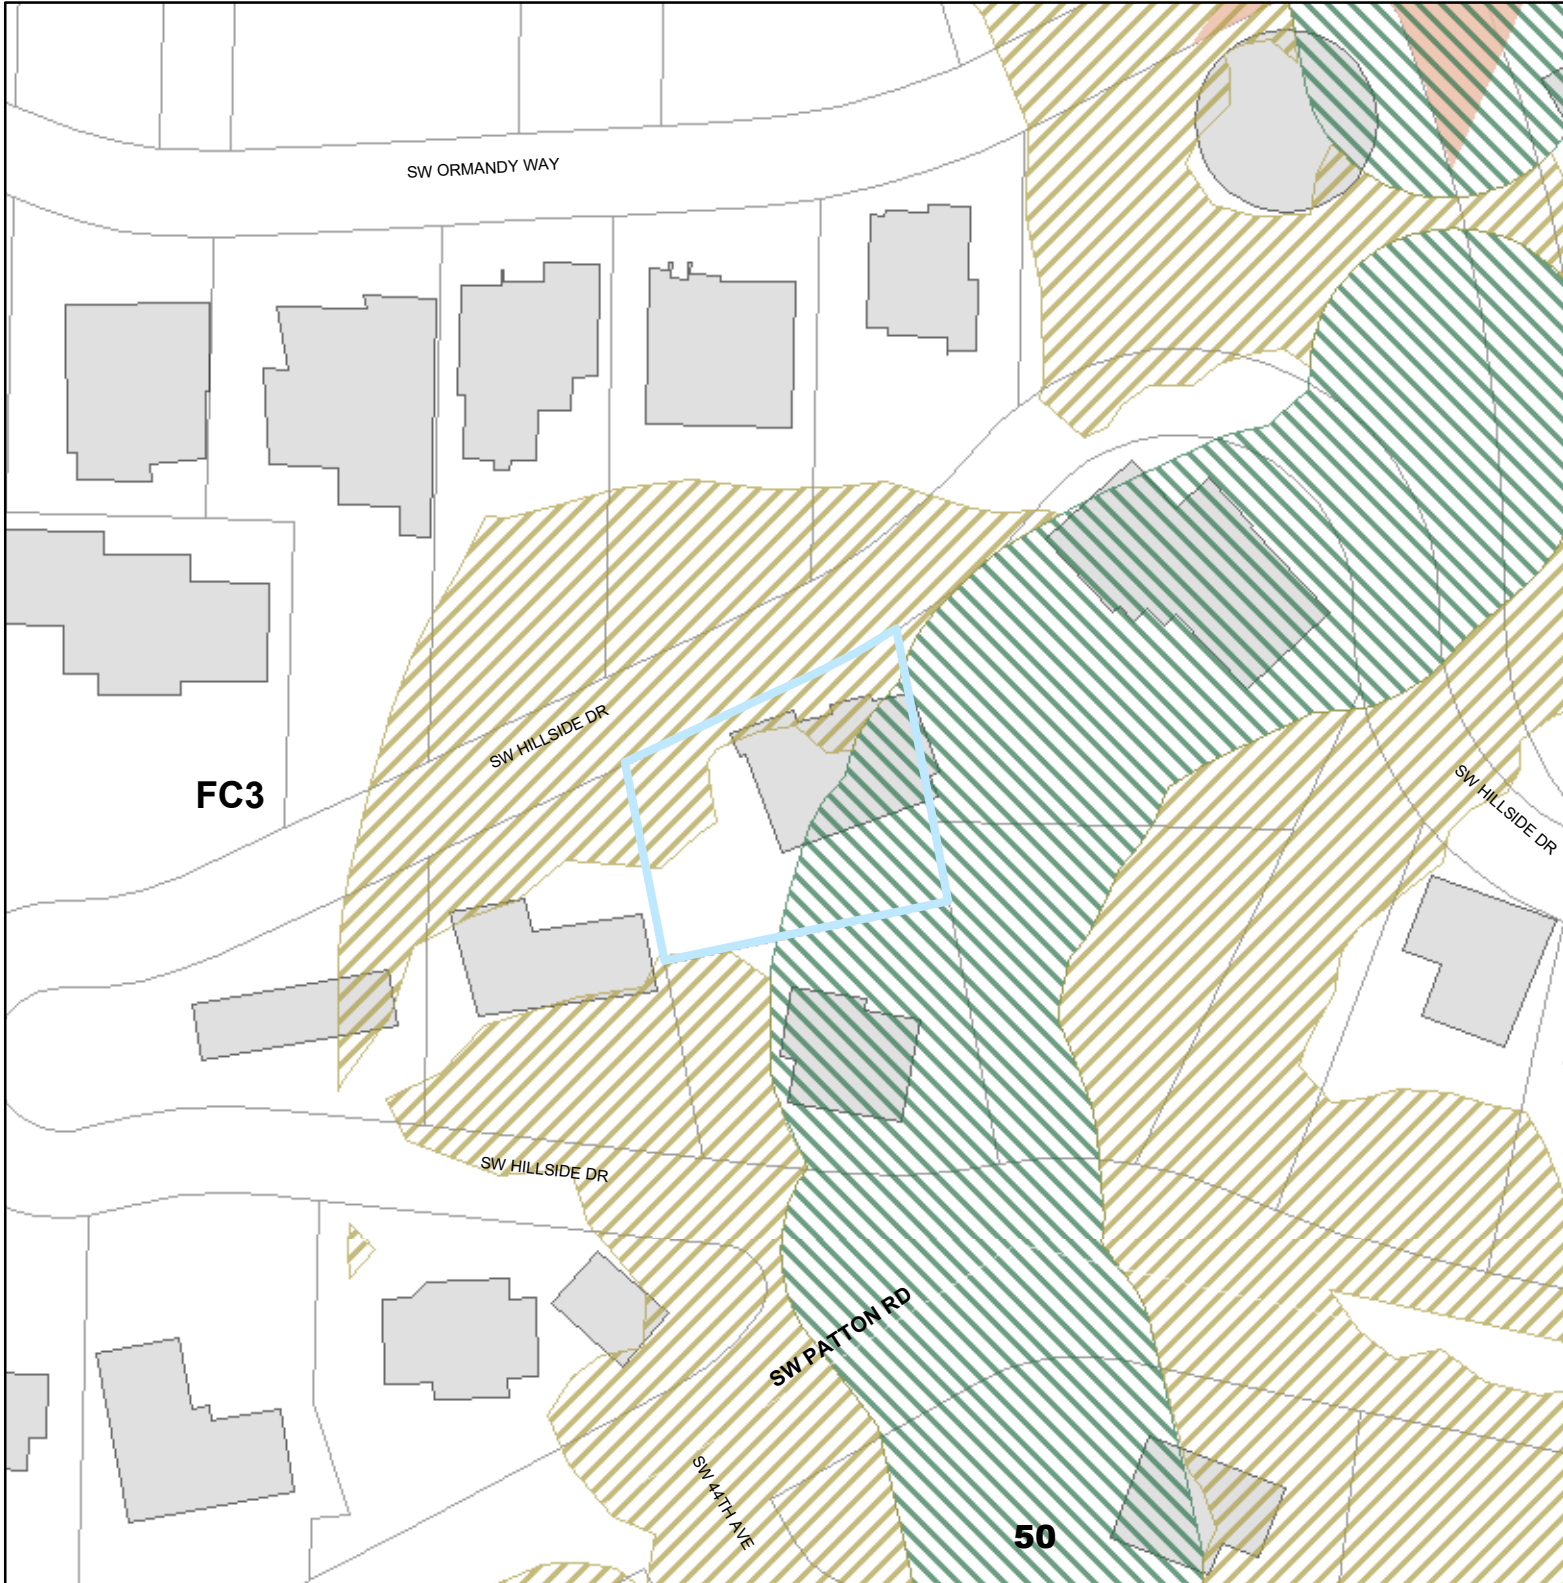 SW ORMANDY WAY
SW HILLSIDE DR
FC3
SW HILLSIDE DR
SW HILLSIDE DR
SW PATTON RD
SW 44TH AVE
50